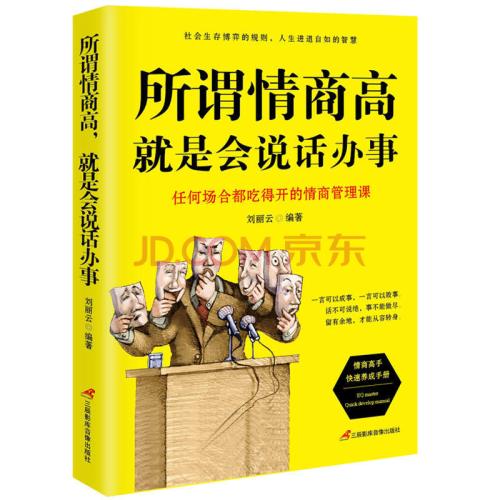 社会生存博弈的规则，人生进退自如的智慧
所谓情商高
就是会说话办事
任何场合都吃得开的情商管理课
刘丽云◎编著
JD.COM 京东
一言可以成事，一言可以败事。
话不可说绝，事不能做尽。
留有余地，才能从容转身。
情商高手
快速养成手册
EQ master
Quick develop manual
三辰影库音像出版社
所谓情商高，就是会说话办事
刘丽云◎编著
三辰影库音像出版社